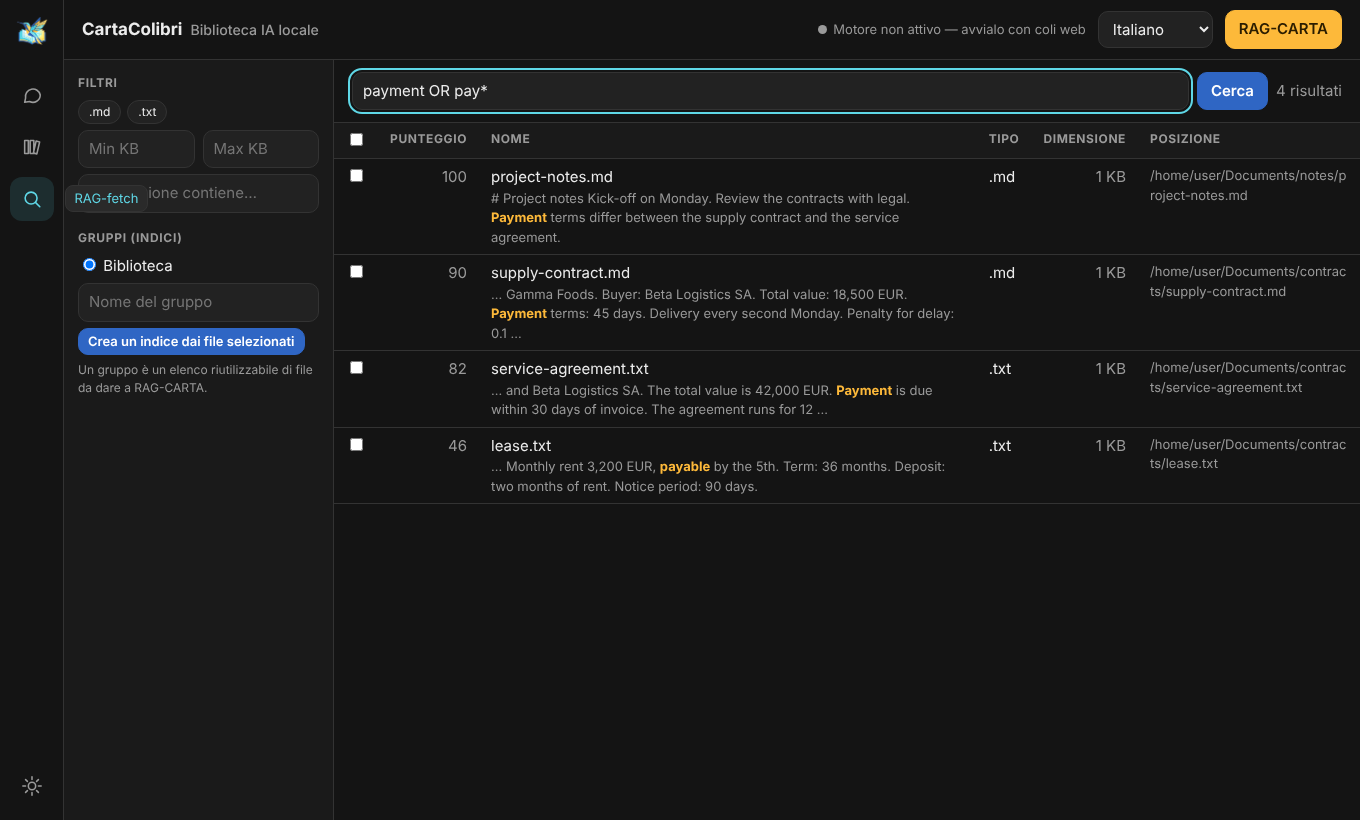 CartaColibri Biblioteca IA locale
Motore non attivo — avvialo con coli web
Italiano
RAG-CARTA
FILTRI
.md .txt
Min KB Max KB
ione contiene...
RAG-fetch
GRUPPI (INDICI)
Biblioteca
Nome del gruppo
Crea un indice dai file selezionati
Un gruppo è un elenco riutilizzabile di file
da dare a RAG-CARTA.
payment OR pay*
Cerca
4 risultati
PUNTEGGIO NOME TIPO DIMENSIONE POSIZIONE
100 project-notes.md .md 1 KB /home/user/Documents/notes/p
roject-notes.md
# Project notes Kick-off on Monday. Review the contracts with legal.
Payment terms differ between the supply contract and the service
agreement.
90 supply-contract.md .md 1 KB /home/user/Documents/contrac
ts/supply-contract.md
... Gamma Foods. Buyer: Beta Logistics SA. Total value: 18,500 EUR.
Payment terms: 45 days. Delivery every second Monday. Penalty for delay:
0.1 ...
82 service-agreement.txt .txt 1 KB /home/user/Documents/contrac
ts/service-agreement.txt
... and Beta Logistics SA. The total value is 42,000 EUR. Payment is due
within 30 days of invoice. The agreement runs for 12 ...
46 lease.txt .txt 1 KB /home/user/Documents/contrac
ts/lease.txt
... Monthly rent 3,200 EUR, payable by the 5th. Term: 36 months. Deposit:
two months of rent. Notice period: 90 days.